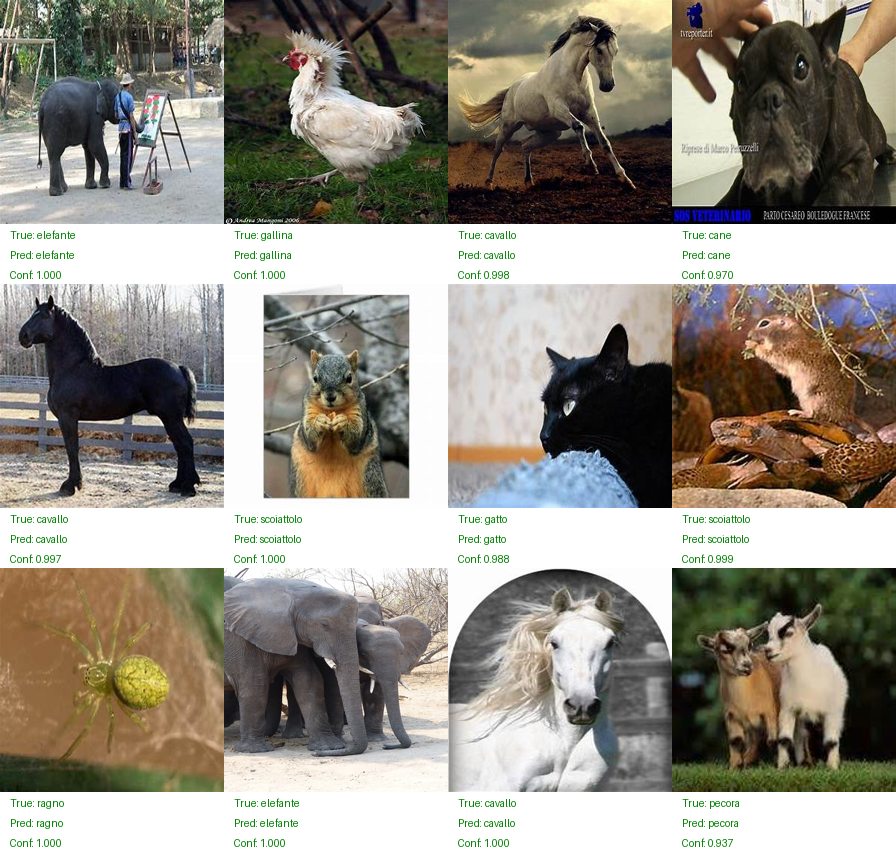 tvreporter.it
Riprese di Marco Peruzzelli
SOS VETERINARIO
PARTO CESAREO BOULEDOGUE FRANCESE
© Andrea Mangoni 2006
True: elefante
Pred: elefante
Conf: 1.000
True: gallina
Pred: gallina
Conf: 1.000
True: cavallo
Pred: cavallo
Conf: 0.998
True: cane
Pred: cane
Conf: 0.970
True: cavallo
Pred: cavallo
Conf: 0.997
True: scoiattolo
Pred: scoiattolo
Conf: 1.000
True: gatto
Pred: gatto
Conf: 0.988
True: scoiattolo
Pred: scoiattolo
Conf: 0.999
True: ragno
Pred: ragno
Conf: 1.000
True: elefante
Pred: elefante
Conf: 1.000
True: cavallo
Pred: cavallo
Conf: 1.000
True: pecora
Pred: pecora
Conf: 0.937